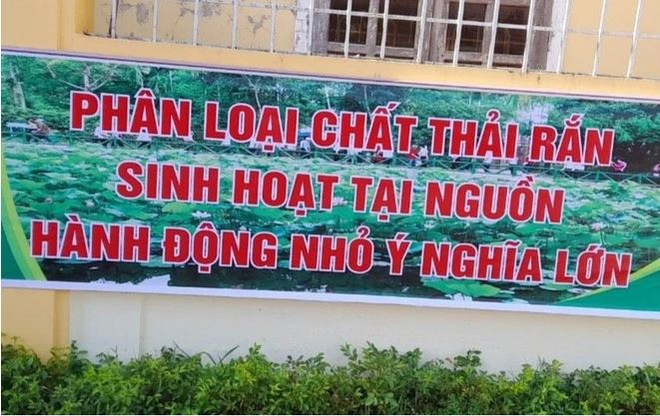 PHÂN LOẠI CHẤT THẢI RẮN
SINH HOẠT TẠI NGUỒN
HÀNH ĐỘNG NHỎ Ý NGHĨA LỚN